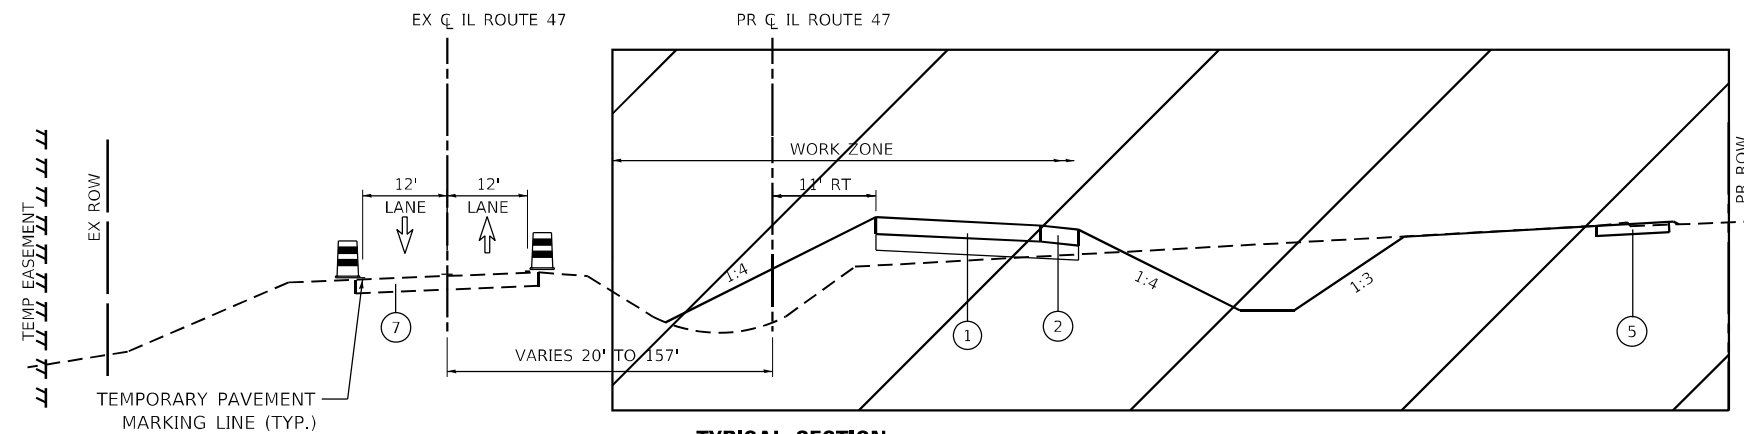 EX ℄ IL ROUTE 47
PR ℄ IL ROUTE 47
WORK ZONE
12'
12'
11' RT
LANE
LANE
TEMP EASEMENT
EX ROW
PR ROW
1:4
1:4
1:3
7
1
2
5
VARIES 20' TO 157'
TEMPORARY PAVEMENT
MARKING LINE (TYP.)
TYPICAL SECTION